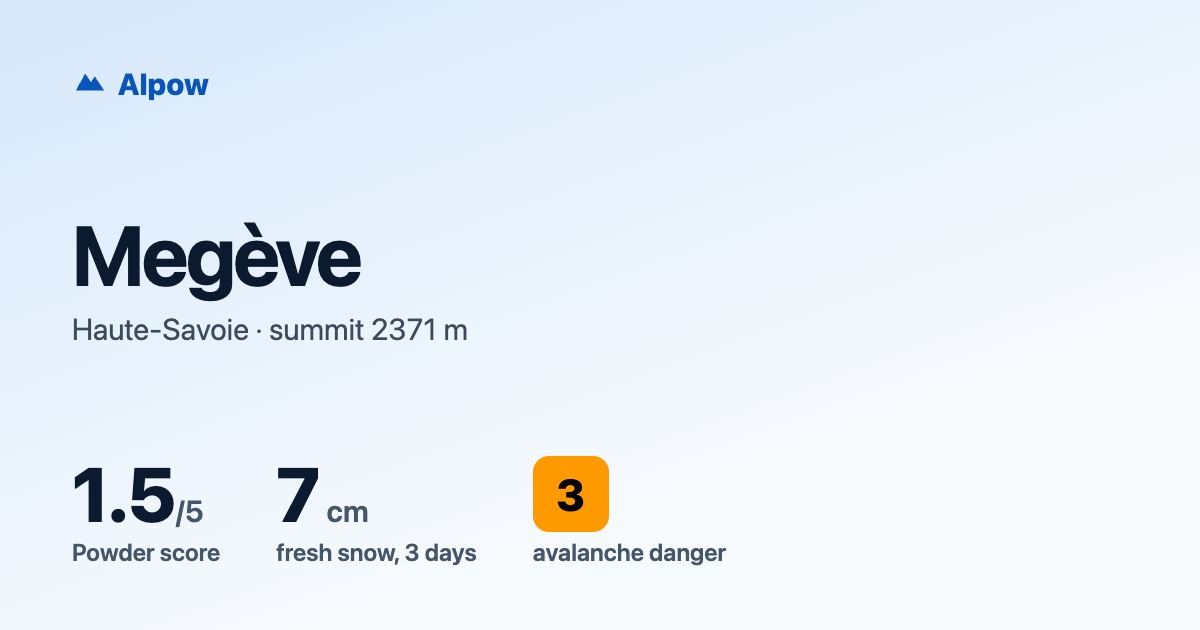 Alpow
Megève
Haute-Savoie · summit 2371 m
1.5/5
Powder score
7 cm
fresh snow, 3 days
3
avalanche danger